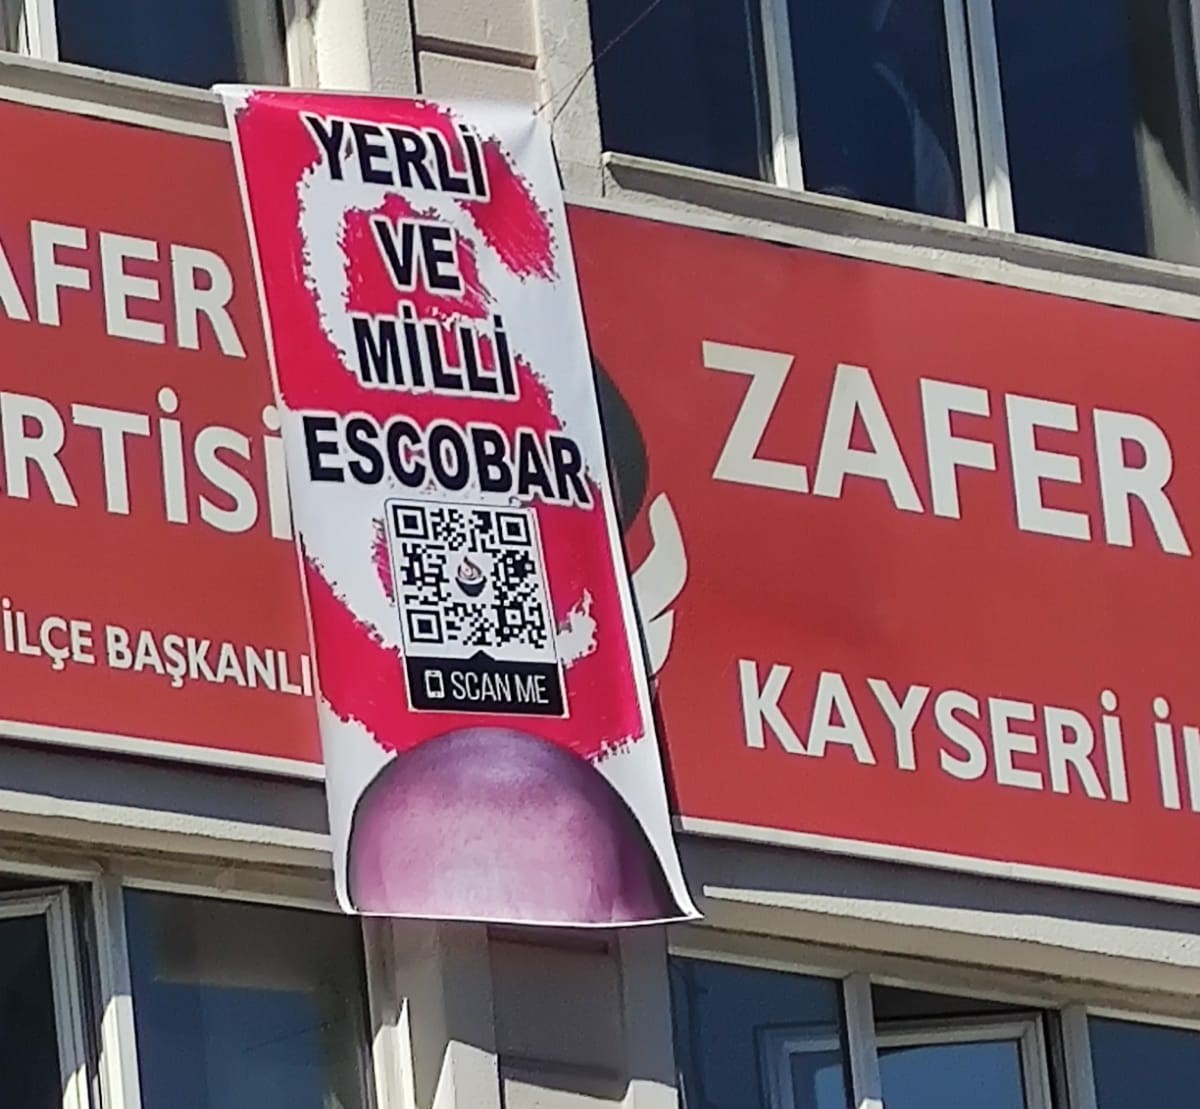 YERLİ
VE
MİLLİ
ESCOBAR
SCAN ME
AFER
RTİSİ
İLÇE BAŞKANLI
ZAFER
KAYSERİ İL